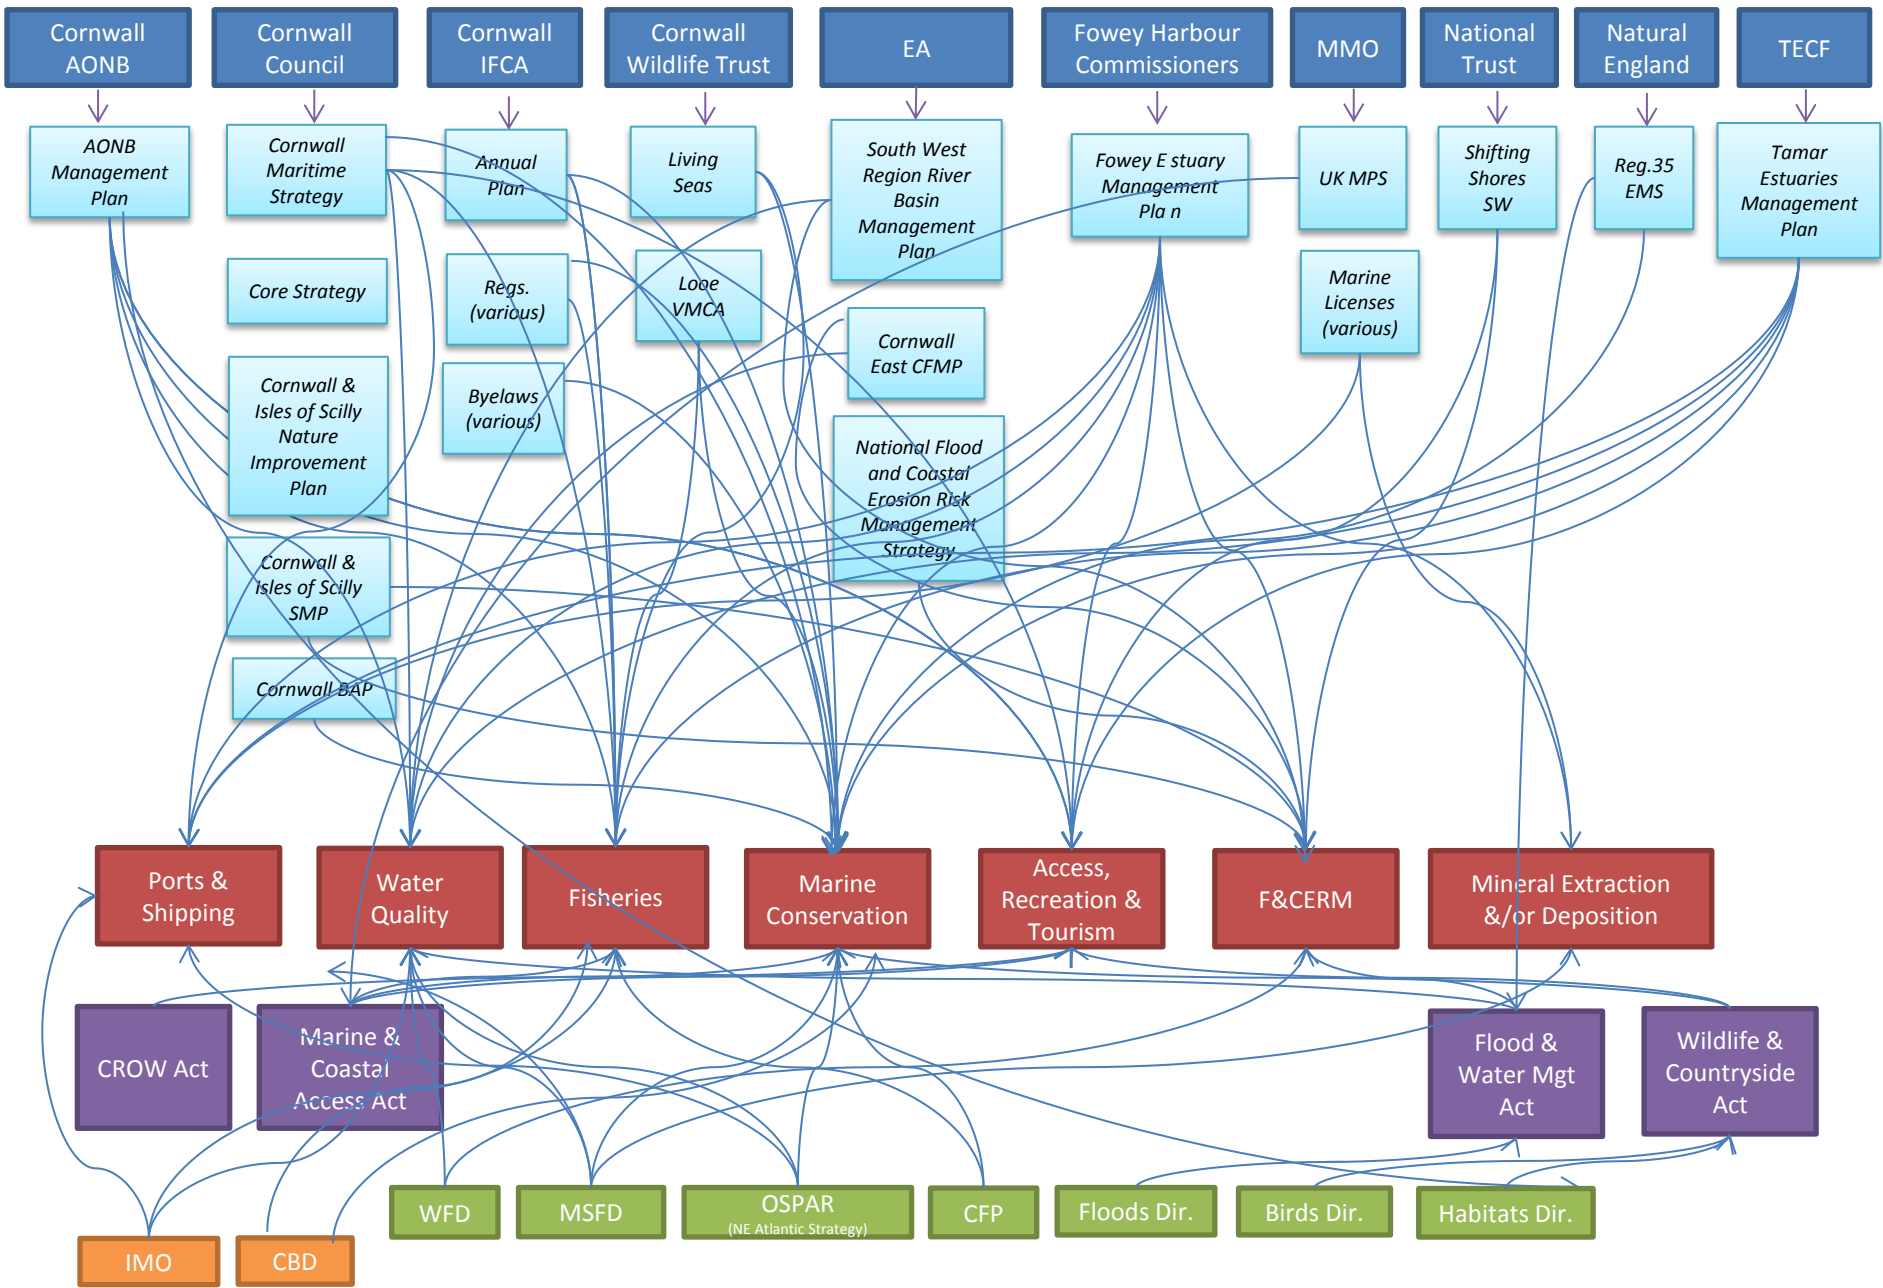 Cornwall
AONB
Cornwall
Council
Cornwall
IFCA
Cornwall
Wildlife Trust
EA
Fowey Harbour
Commissioners
MMO
National
Trust
Natural
England
TECF
AONB
Management
Plan
Cornwall
Maritime
Strategy
Annual
Plan
Living
Seas
South West
Region River
Basin
Management
Plan
Fowey E stuary
Management
Pla n
UK MPS
Shifting
Shores
SW
Reg.35
EMS
Tamar
Estuaries
Management
Plan
Core Strategy
Regs.
(various)
Looe
VMCA
Marine
Licenses
(various)
Cornwall
East CFMP
Cornwall &
Isles of Scilly
Nature
Improvement
Plan
Byelaws
(various)
National Flood
and Coastal
Erosion Risk
Management
Strategy
Cornwall &
Isles of Scilly
SMP
Cornwall BAP
Ports &
Shipping
Water
Quality
Fisheries
Marine
Conservation
Access,
Recreation &
Tourism
F&CERM
Mineral Extraction
&/or Deposition
CROW Act
Marine &
Coastal
Access Act
Flood &
Water Mgt
Act
Wildlife &
Countryside
Act
WFD
MSFD
OSPAR
(NE Atlantic Strategy)
CFP
Floods Dir.
Birds Dir.
Habitats Dir.
IMO
CBD